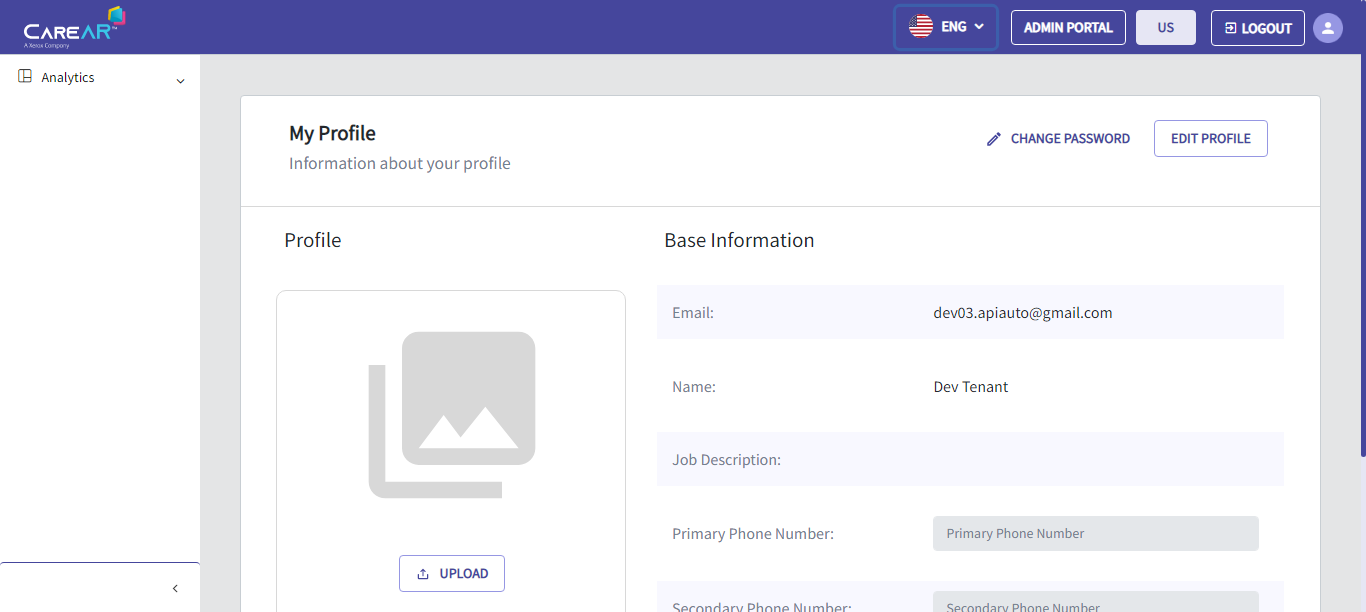 CAREAR™
A Xerox Company
ENG
ADMIN PORTAL
US
LOGOUT
Analytics
My Profile
Information about your profile
CHANGE PASSWORD
EDIT PROFILE
Profile
Base Information
Email: dev03.apiauto@gmail.com
Name: Dev Tenant
Job Description:
Primary Phone Number: Primary Phone Number
UPLOAD
Secondary Phone Number: Secondary Phone Number